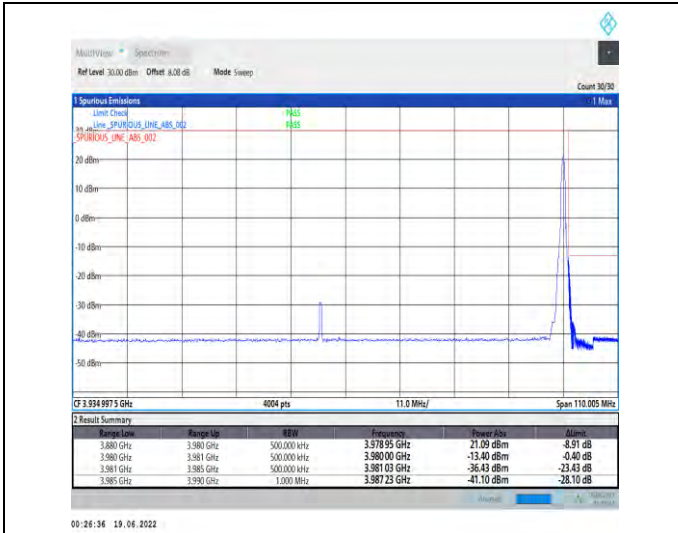 MultiView Spectrum
Ref Level 30.00 dBm Offset 8.08 dB Mode Sweep
Count 30/30
1 Spurious Emissions 1 Max
Limit Check PASS
Line _SPURIOUS_LINE_ABS_002 PASS
_SPURIOUS_LINE_ABS_002
20 dBm
10 dBm
0 dBm
-10 dBm
-20 dBm
-30 dBm
-40 dBm
-50 dBm
CF 3.934 997 5 GHz 4004 pts 11.0 MHz/ Span 110.005 MHz
2 Result Summary
Range Low Range Up RBW Frequency Power Abs ΔLimit
3.880 GHz 3.980 GHz 500.000 kHz 3.978 95 GHz 21.09 dBm -8.91 dB
3.980 GHz 3.981 GHz 500.000 kHz 3.980 00 GHz -13.40 dBm -0.40 dB
3.981 GHz 3.985 GHz 500.000 kHz 3.981 03 GHz -36.43 dBm -23.43 dB
3.985 GHz 3.990 GHz 1.000 MHz 3.987 23 GHz -41.10 dBm -28.10 dB
00:26:36 19.06.2022